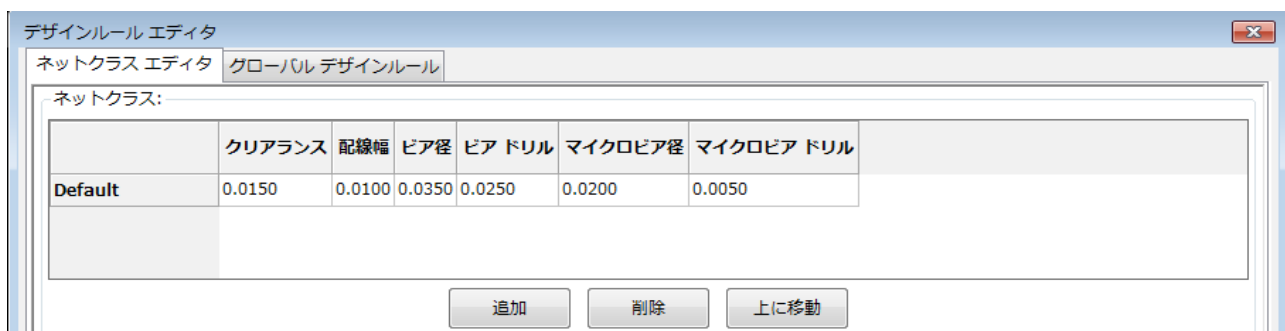 デザインルール エディタ
ネットクラス エディタ グローバル デザインルール
ネットクラス:
クリアランス 配線幅 ビア径 ビア ドリル マイクロビア径 マイクロビア ドリル
Default 0.0150 0.0100 0.0350 0.0250 0.0200 0.0050
追加 削除 上に移動